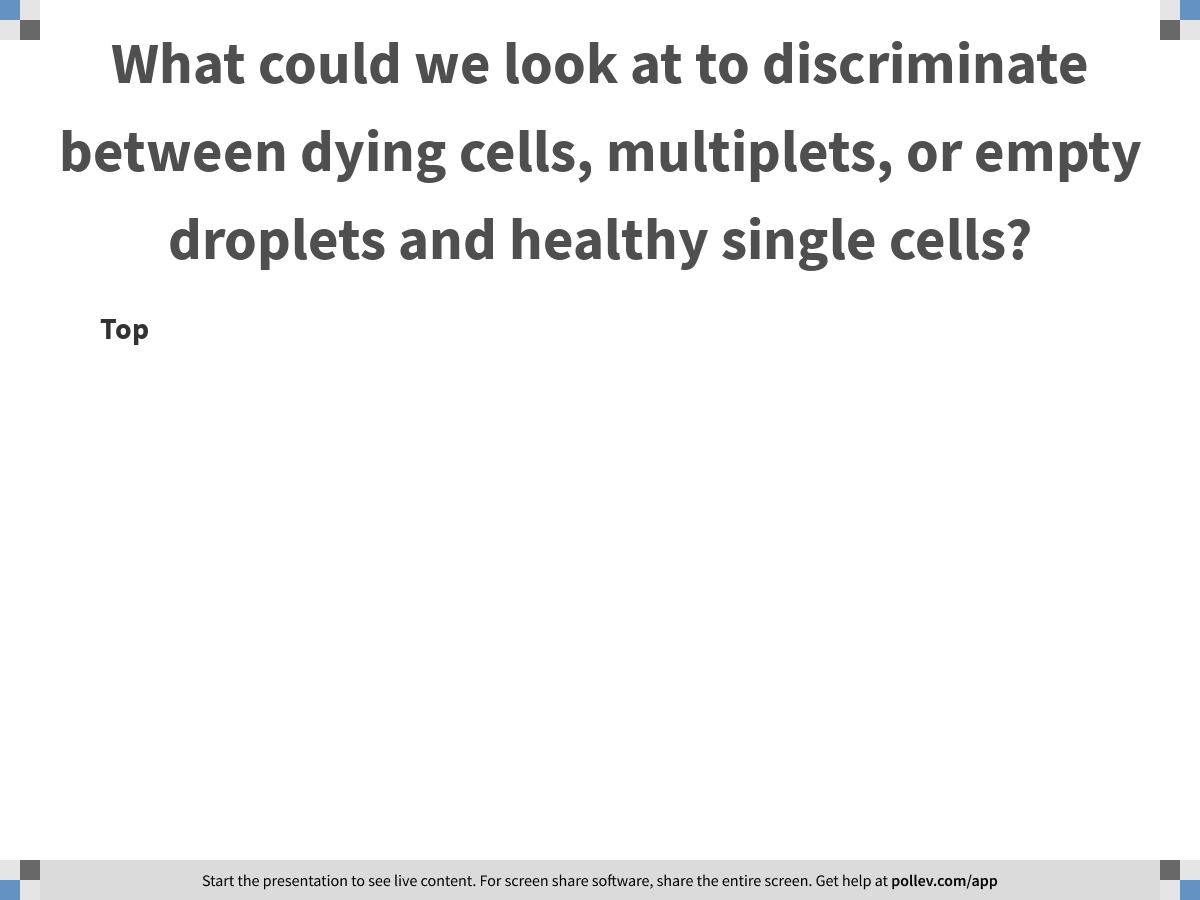 What could we look at to discriminate
between dying cells, multiplets, or empty
droplets and healthy single cells?
Top
Start the presentation to see live content. For screen share software, share the entire screen. Get help at pollev.com/app